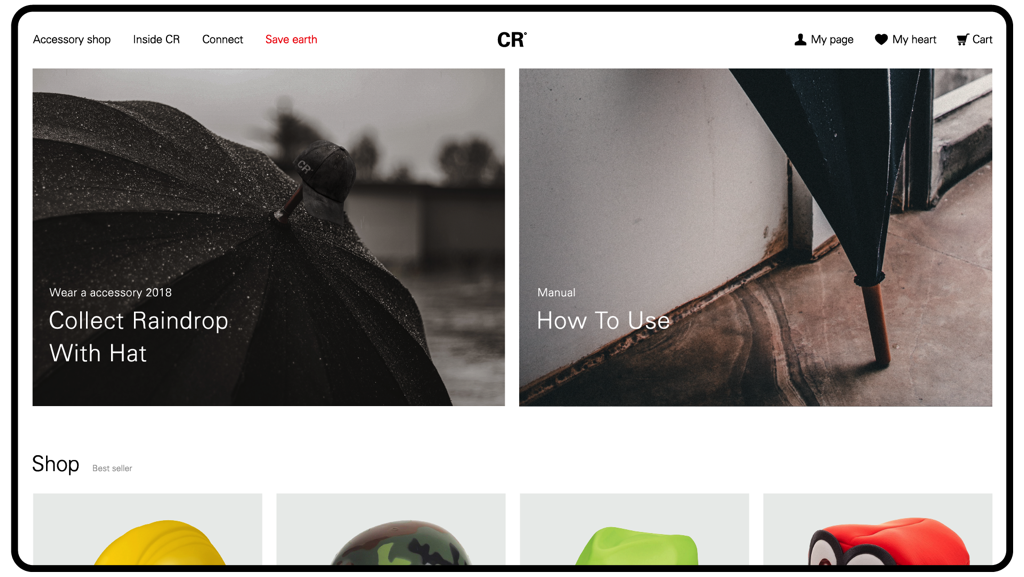 Accessory shop
Inside CR
Connect
Save earth
CR
My page
My heart
Cart
CR
Wear a accessory 2018
Collect Raindrop
With Hat
Manual
How To Use
Shop
Best seller